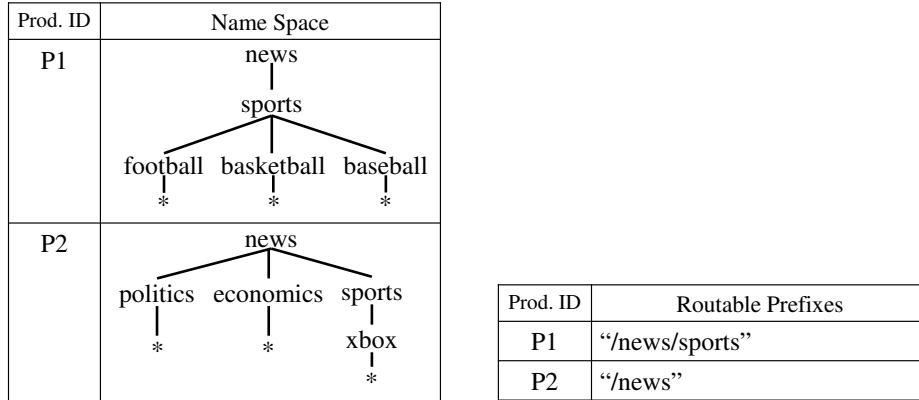 Prod. ID Name Space
P1 news
sports
football basketball baseball
* * *
P2 news
politics economics sports
* * xbox
*
Prod. ID Routable Prefixes
P1 “/news/sports”
P2 “/news”